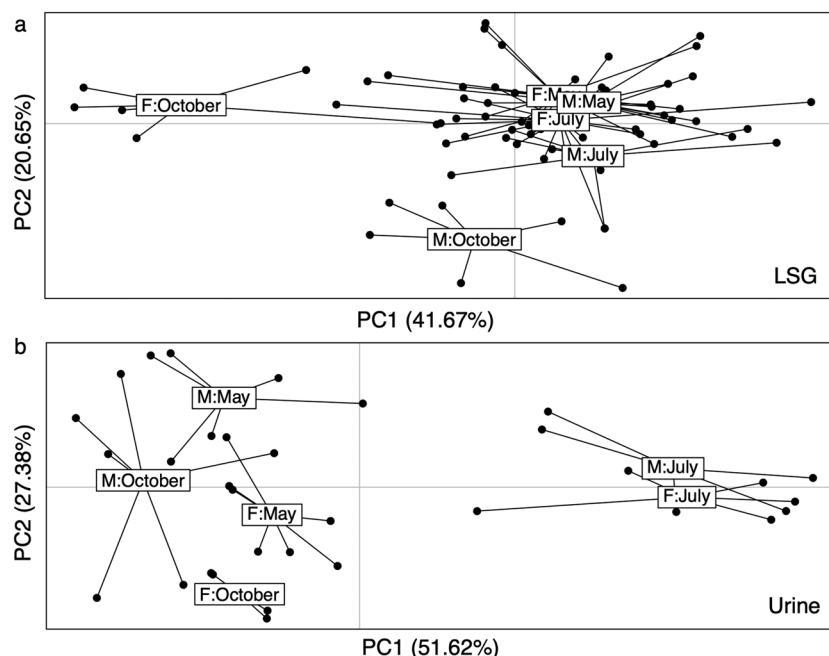 a
PC2 (20.65%)
F:October
F:May
M:May
F:July
M:July
M:October
LSG
PC1 (41.67%)
b
PC2 (27.38%)
M:May
M:October
M:July
F:July
F:May
F:October
Urine
PC1 (51.62%)